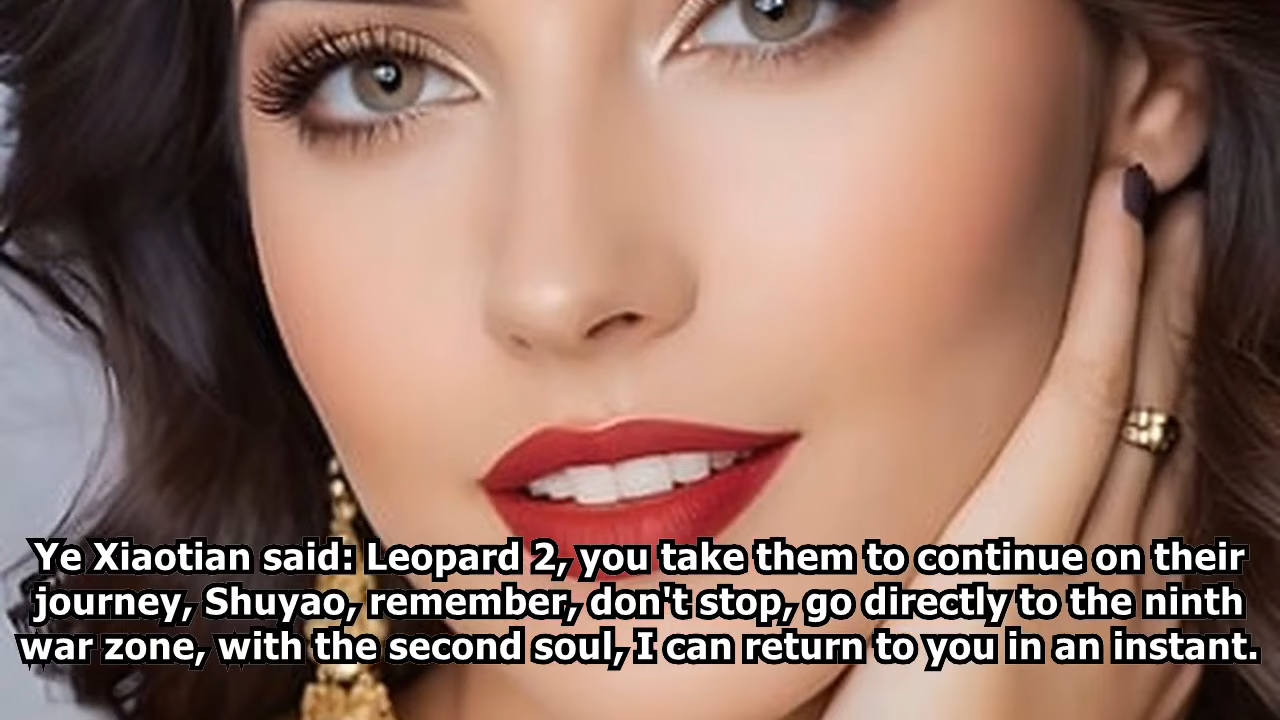 Ye Xiaotian said: Leopard 2, you take them to continue on their
journey, Shuyao, remember, don't stop, go directly to the ninth
war zone, with the second soul, I can return to you in an instant.